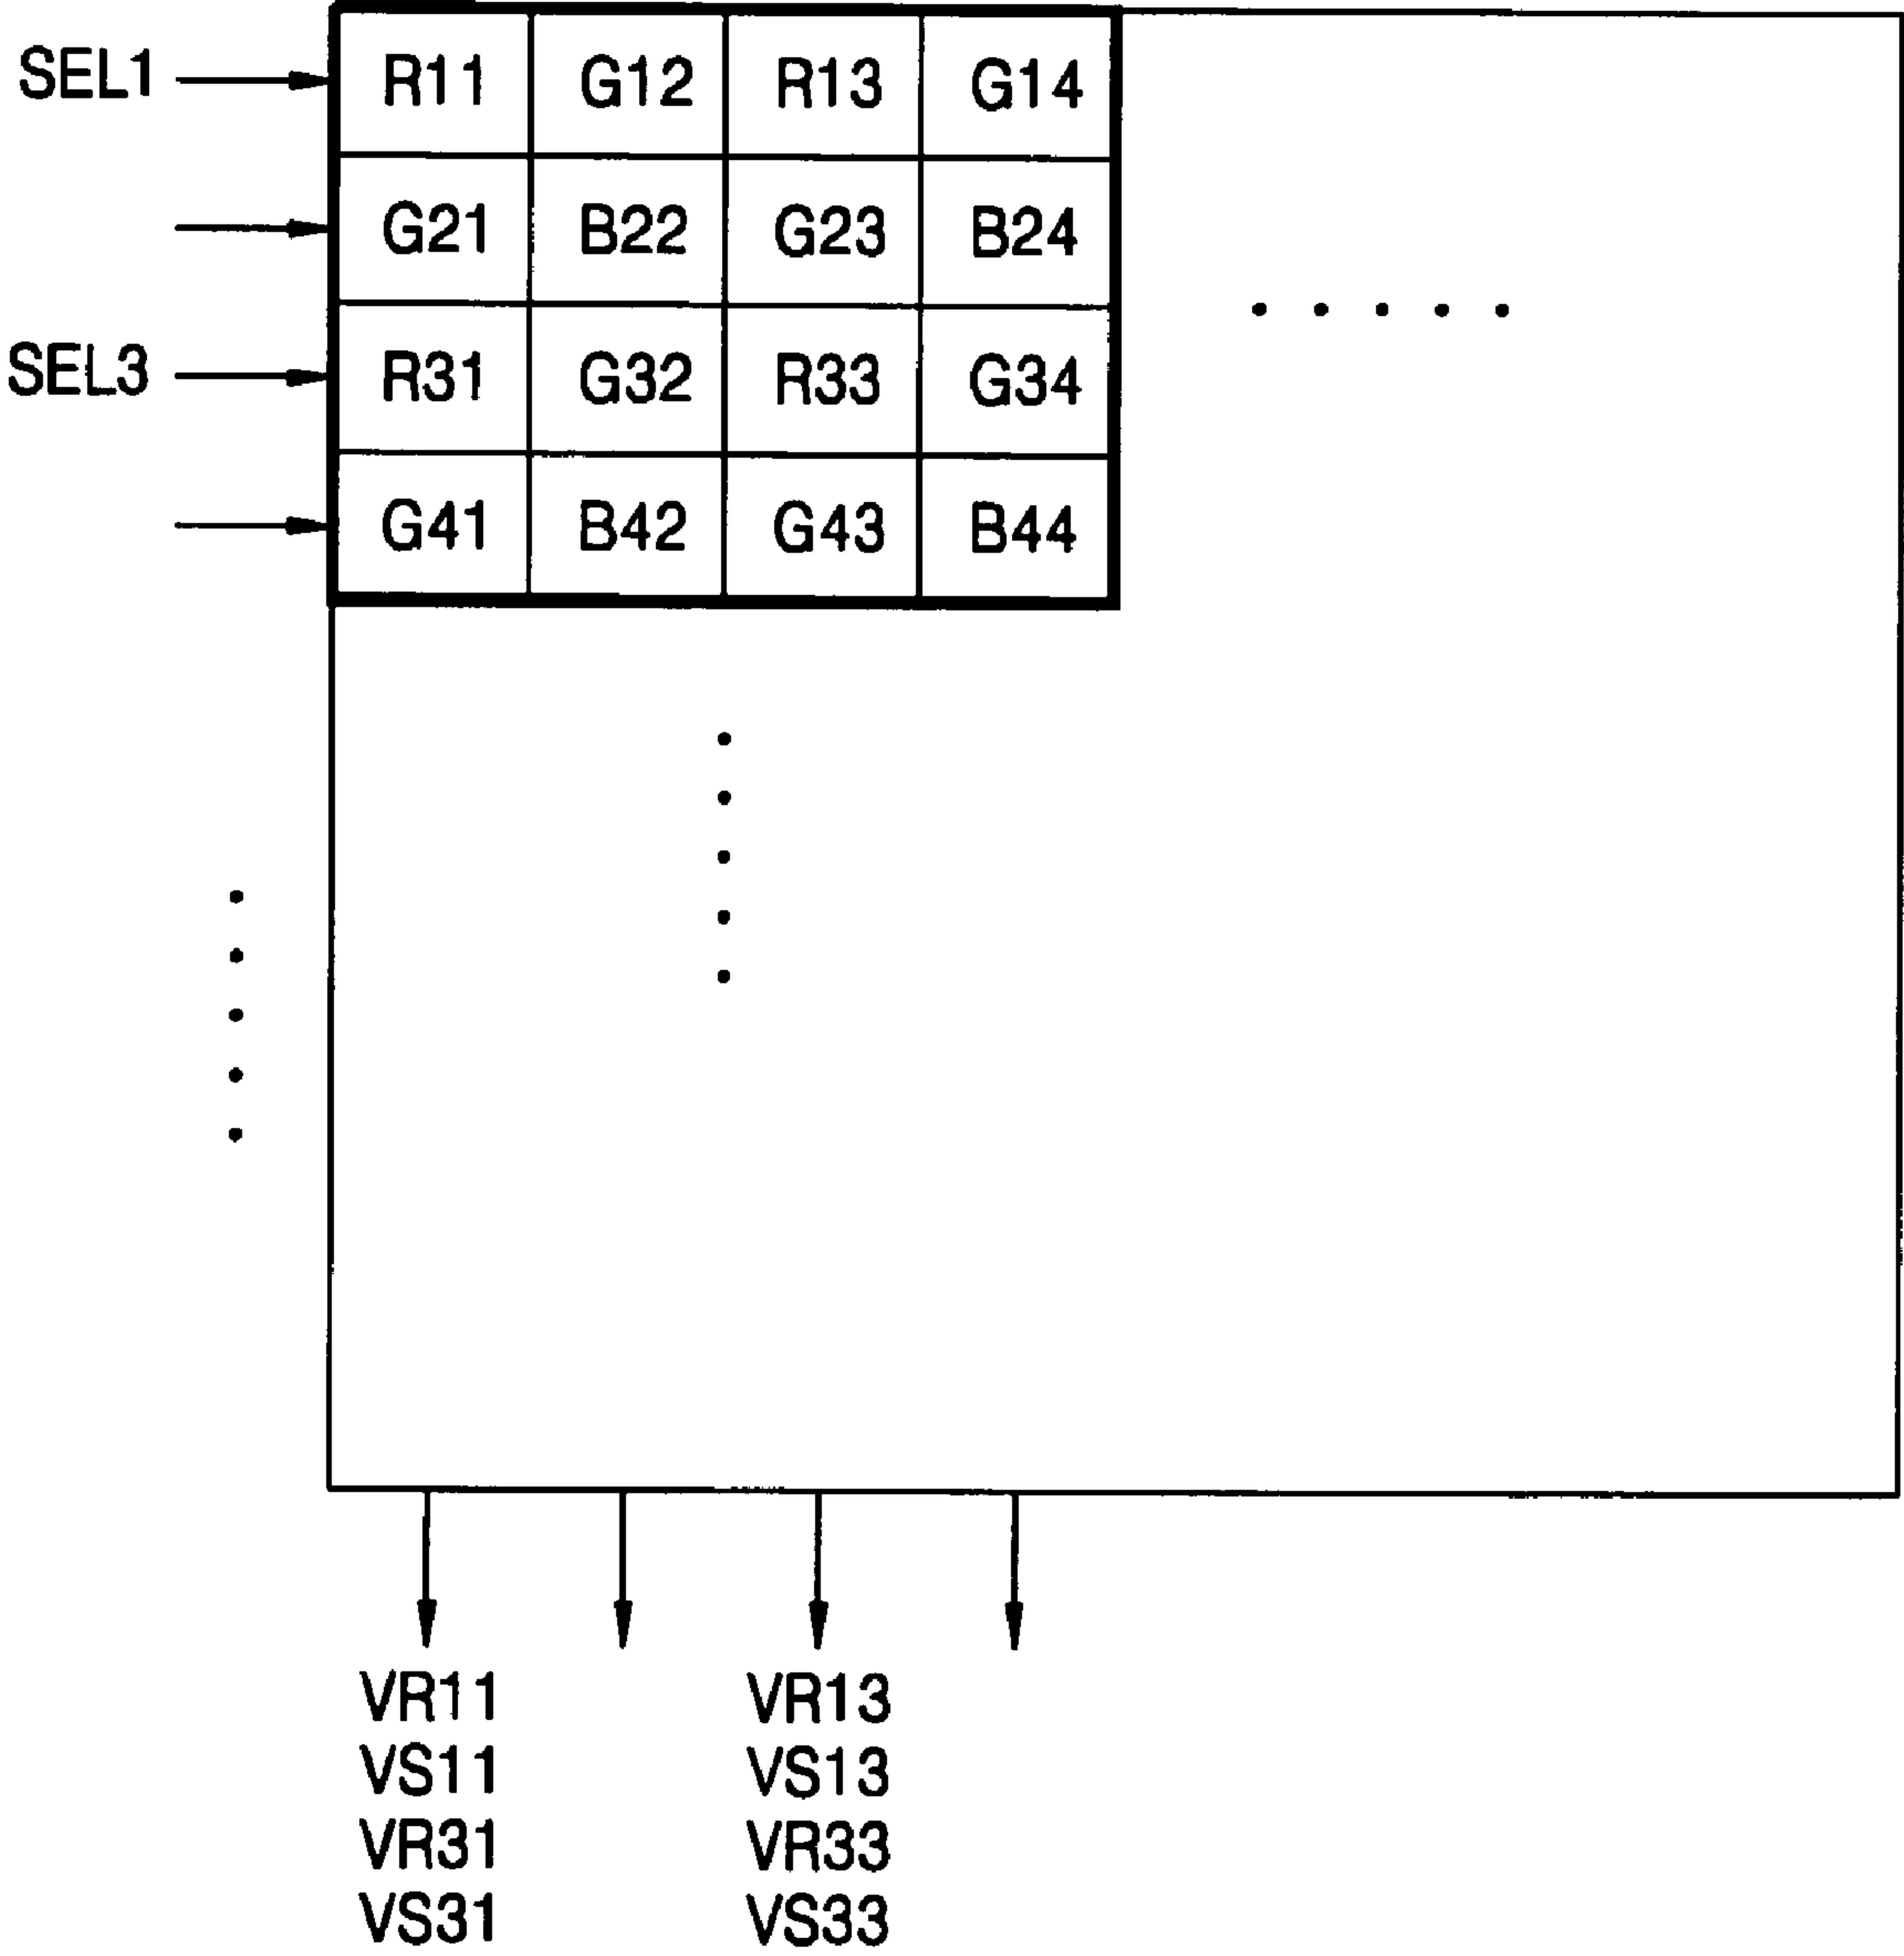 SEL1 R11 G12 R13 G14
G21 B22 G23 B24
SEL3 R31 G32 R33 G34
G41 B42 G43 B44
VR11 VR13
VS11 VS13
VR31 VR33
VS31 VS33